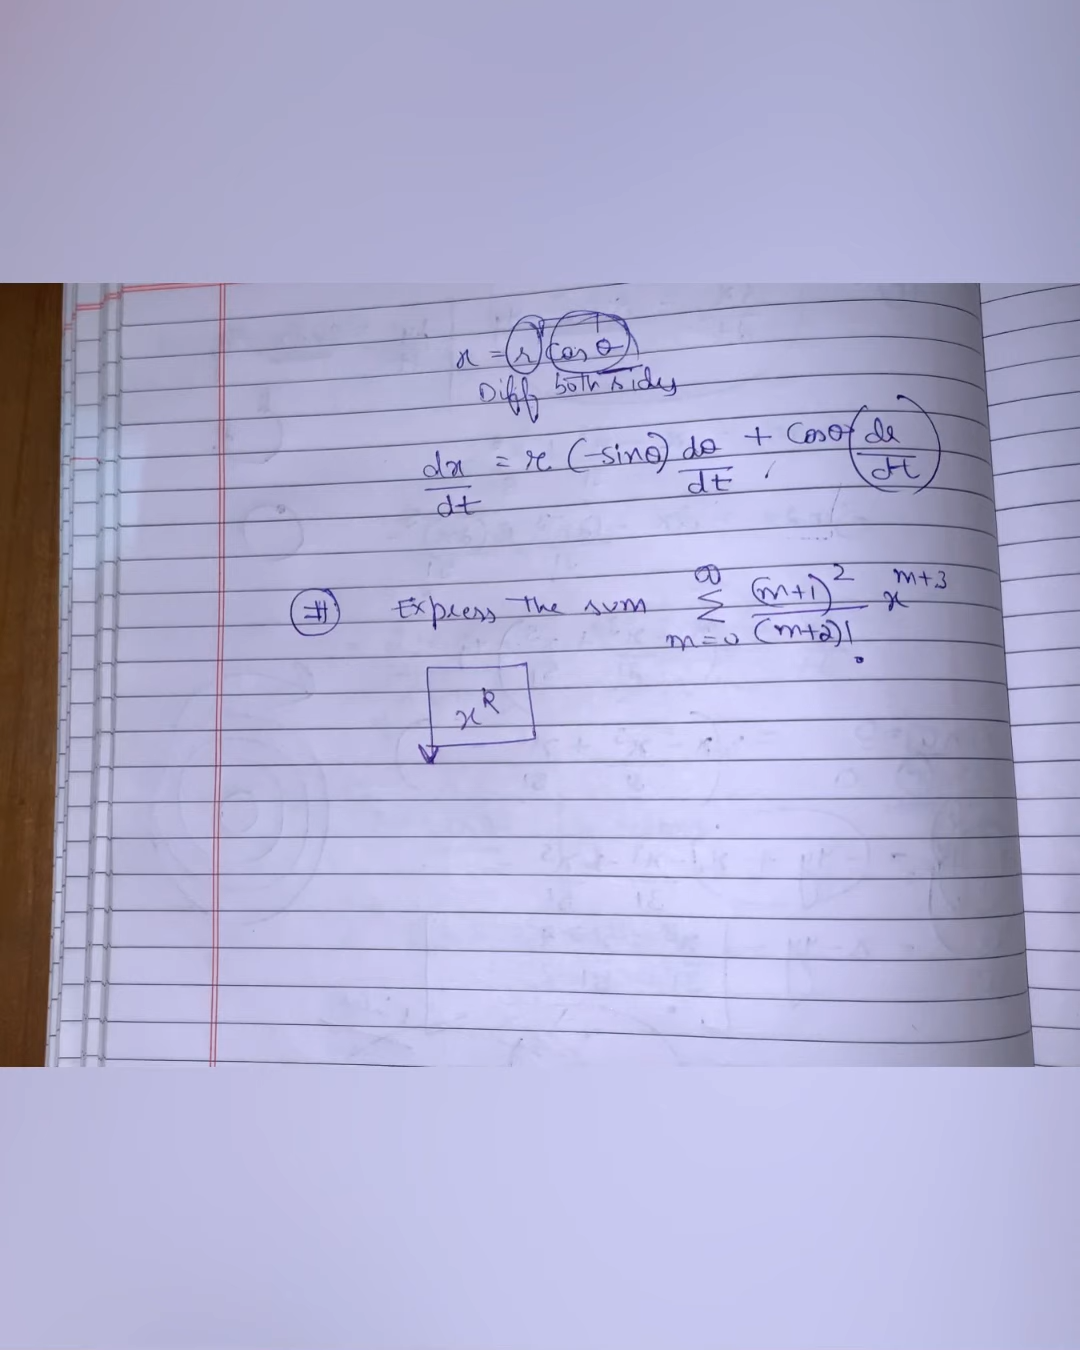 x = r cos θ
Diff both sides
dx/dt = r (-sinθ) dθ/dt + cosθ dr/dt
# Express the sum ∞ Σ m=0 (m+1)²/(m+2)! x^m+3
x^k